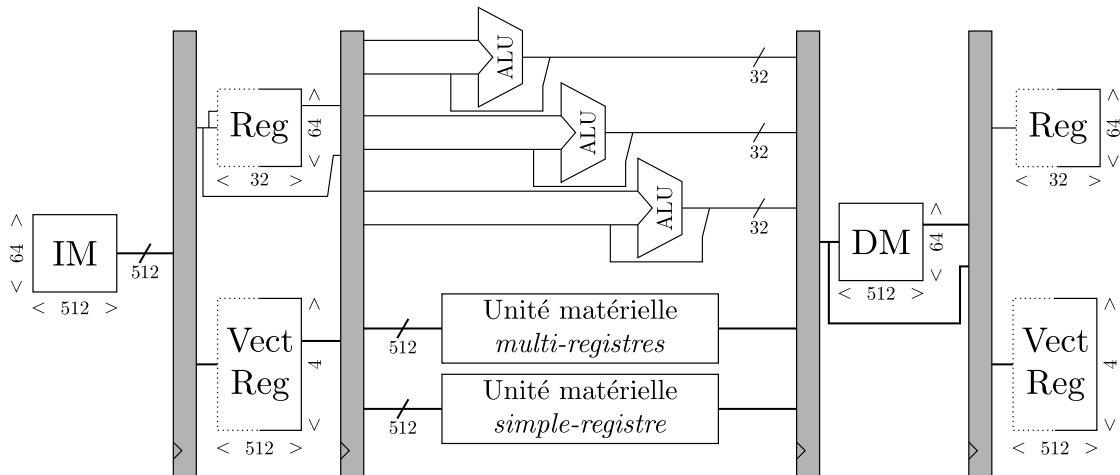 ALU
32
ALU
32
ALU
32
Reg
< 64 >
< 32 >
Reg
< 64 >
< 32 >
IM
< 64 >
< 512 >
512
DM
< 64 >
< 512 >
Vect
Reg
< 4 >
< 512 >
512
Unité matérielle
multi-registres
512
Unité matérielle
simple-registre
Vect
Reg
< 4 >
< 512 >